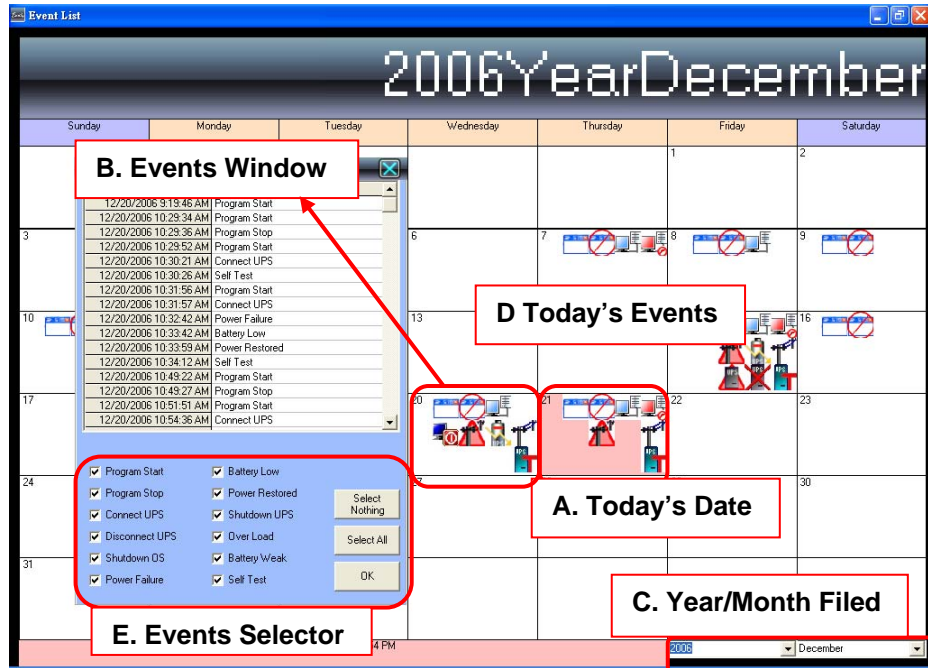 Event List
2006YearDecember
Sunday Monday Tuesday Wednesday Thursday Friday Saturday
B. Events Window
1 2
12/20/2006 9:19:46 AM Program Start
12/20/2006 10:29:34 AM Program Start
12/20/2006 10:29:36 AM Program Stop
12/20/2006 10:29:52 AM Program Start
12/20/2006 10:30:21 AM Connect UPS
12/20/2006 10:30:26 AM Self Test
12/20/2006 10:31:56 AM Program Start
12/20/2006 10:31:57 AM Connect UPS
12/20/2006 10:32:42 AM Power Failure
12/20/2006 10:33:42 AM Battery Low
12/20/2006 10:33:59 AM Power Restored
12/20/2006 10:34:12 AM Self Test
12/20/2006 10:49:22 AM Program Start
12/20/2006 10:49:27 AM Program Stop
12/20/2006 10:51:51 AM Program Start
12/20/2006 10:54:36 AM Connect UPS
3 6 7 8 9
D Today's Events
10 13 16
UPS UPS
17 20 21 22 23
A. Today's Date
24 30
31
Program Start Battery Low
Program Stop Power Restored
Connect UPS Shutdown UPS
Disconnect UPS Over Load
Shutdown OS Battery Weak
Power Failure Self Test
Select
Nothing
Select All
OK
E. Events Selector
C. Year/Month Filed
4 PM
2006 December